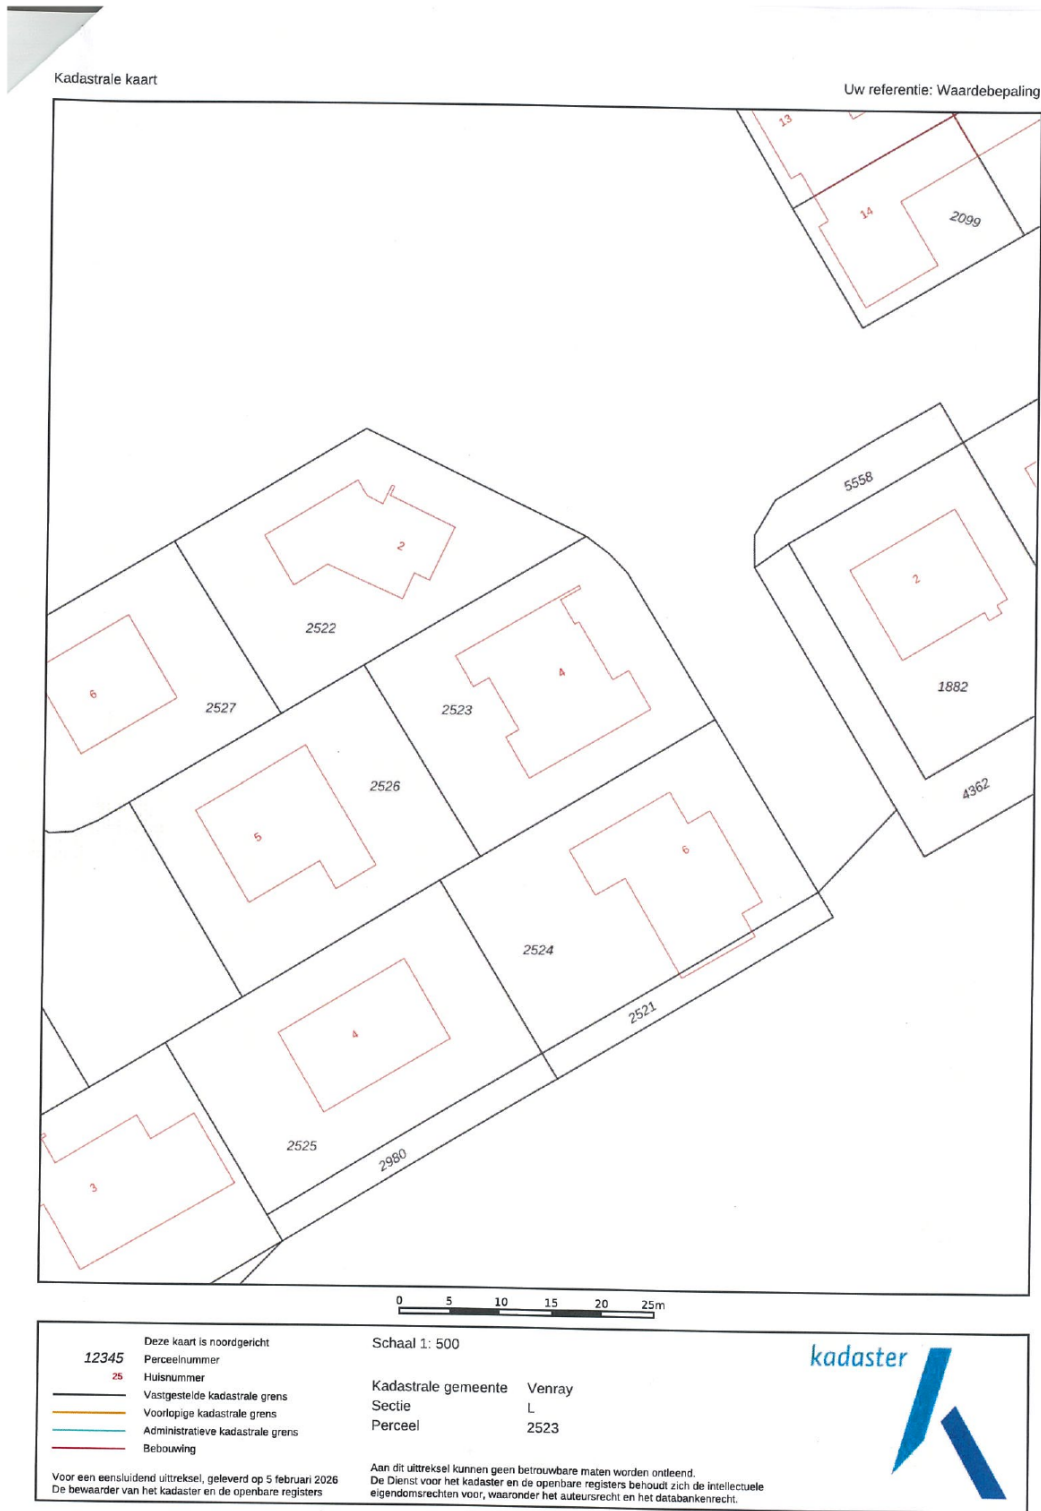 Kadastrale kaart
Uw referentie: Waardebepaling
13
14
2099
5558
2
2
2522
1882
4
6
2523
2527
2526
4362
5
6
2524
2521
4
2525
2980
3
0 5 10 15 20 25m
Deze kaart is noordgericht
12345 Perceelnummer
25 Huisnummer
Vastgestelde kadastrale grens
Voorlopige kadastrale grens
Administratieve kadastrale grens
Bebouwing
Voor een eensluidend uittreksel, geleverd op 5 februari 2026
De bewaarder van het kadaster en de openbare registers
Schaal 1: 500
Kadastrale gemeente Venray
Sectie L
Perceel 2523
Aan dit uittreksel kunnen geen betrouwbare maten worden ontleend.
De Dienst voor het kadaster en de openbare registers behoudt zich de intellectuele
eigendomsrechten voor, waaronder het auteursrecht en het databankenrecht.
kadaster